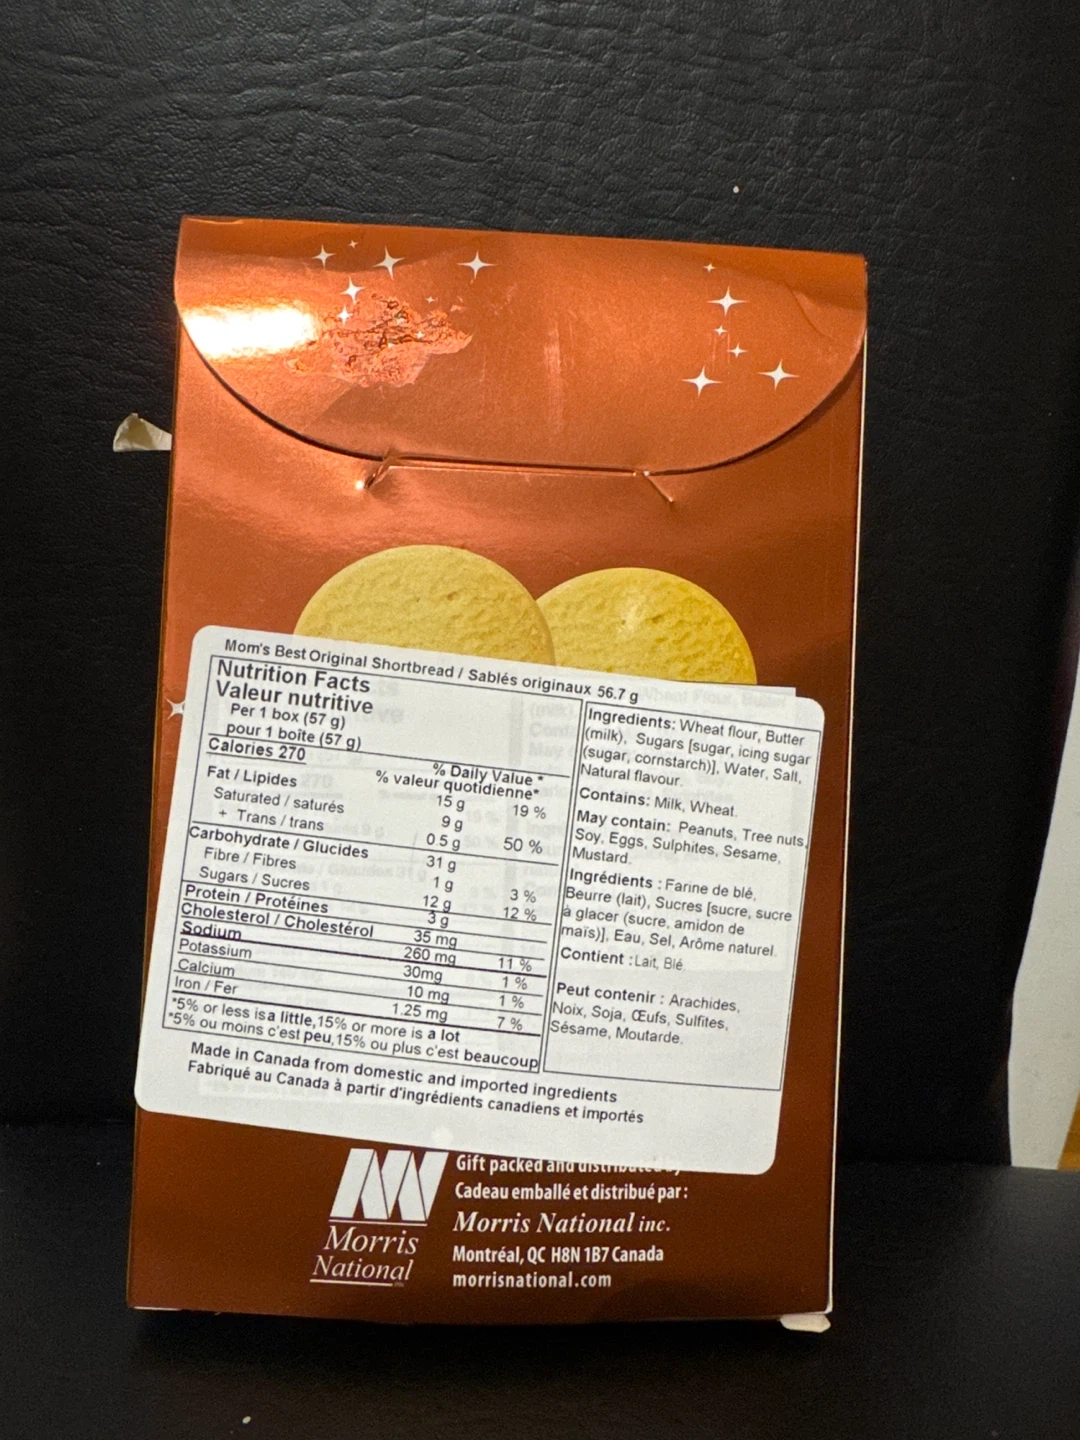 Mom's Best Original Shortbread / Sablés originaux 56.7 g
Nutrition Facts
Valeur nutritive
Per 1 box (57 g)
pour 1 boîte (57 g)
Calories 270
% Daily Value *
% valeur quotidienne*
Fat / Lipides 15 g 19 %
Saturated / saturés 9 g
+ Trans / trans 0.5 g 50 %
Carbohydrate / Glucides 31 g
Fibre / Fibres 1 g 3 %
Sugars / Sucres 12 g 12 %
Protein / Protéines 3 g
Cholesterol / Cholestérol 35 mg
Sodium 260 mg 11 %
Potassium 30mg 1 %
Calcium 10 mg 1 %
Iron / Fer 1.25 mg 7 %
*5% or less is a little, 15% or more is a lot
*5% ou moins c'est peu, 15% ou plus c'est beaucoup
Ingredients: Wheat flour, Butter
(milk), Sugars [sugar, icing sugar
(sugar, cornstarch)], Water, Salt,
Natural flavour.
Contains: Milk, Wheat.
May contain: Peanuts, Tree nuts,
Soy, Eggs, Sulphites, Sesame,
Mustard.
Ingrédients : Farine de blé,
Beurre (lait), Sucres [sucre, sucre
à glacer (sucre, amidon de
maïs)], Eau, Sel, Arôme naturel.
Contient : Lait, Blé
Peut contenir : Arachides,
Noix, Soja, Œufs, Sulfites,
Sésame, Moutarde.
Made in Canada from domestic and imported ingredients
Fabriqué au Canada à partir d'ingrédients canadiens et importés
Morris
National
Gift packed and
Cadeau emballé et distribué par :
Morris National inc.
Montréal, QC H8N 1B7 Canada
morrisnational.com